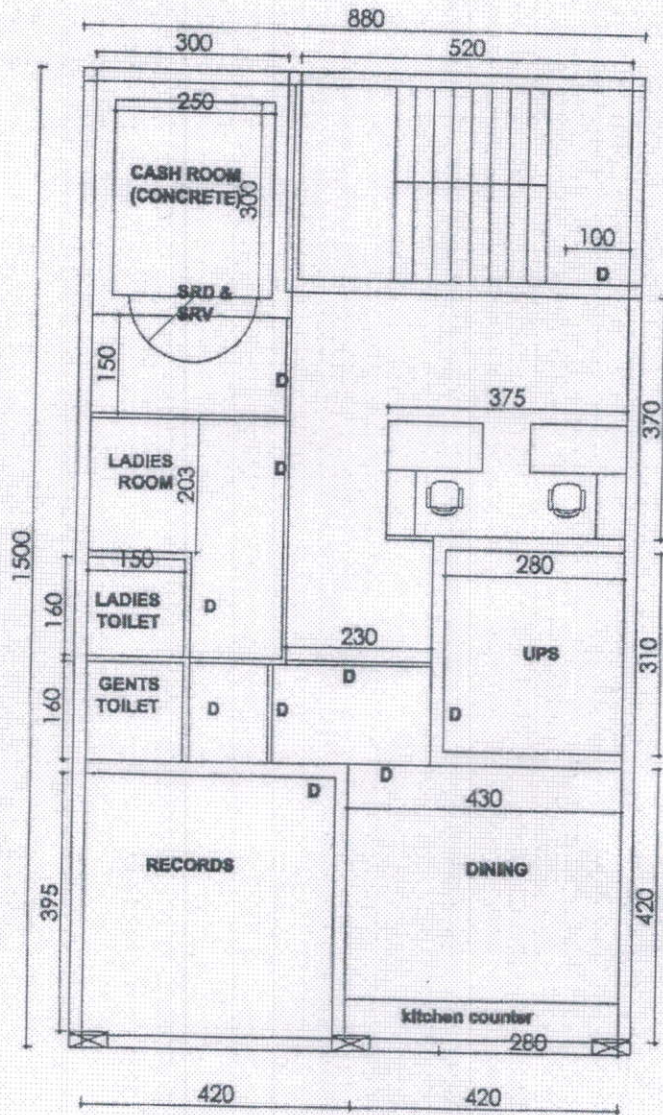 880
300
520
250
CASH ROOM
(CONCRETE)
300
100
D
SRD &
SRV
150
D
375
370
LADIES
ROOM
203
D
1500
150
280
160
LADIES
TOILET
D
230
UPS
310
160
GENTS
TOILET
D
D
D
D
D
D
430
RECORDS
DINING
395
420
kitchen counter
280
420
420